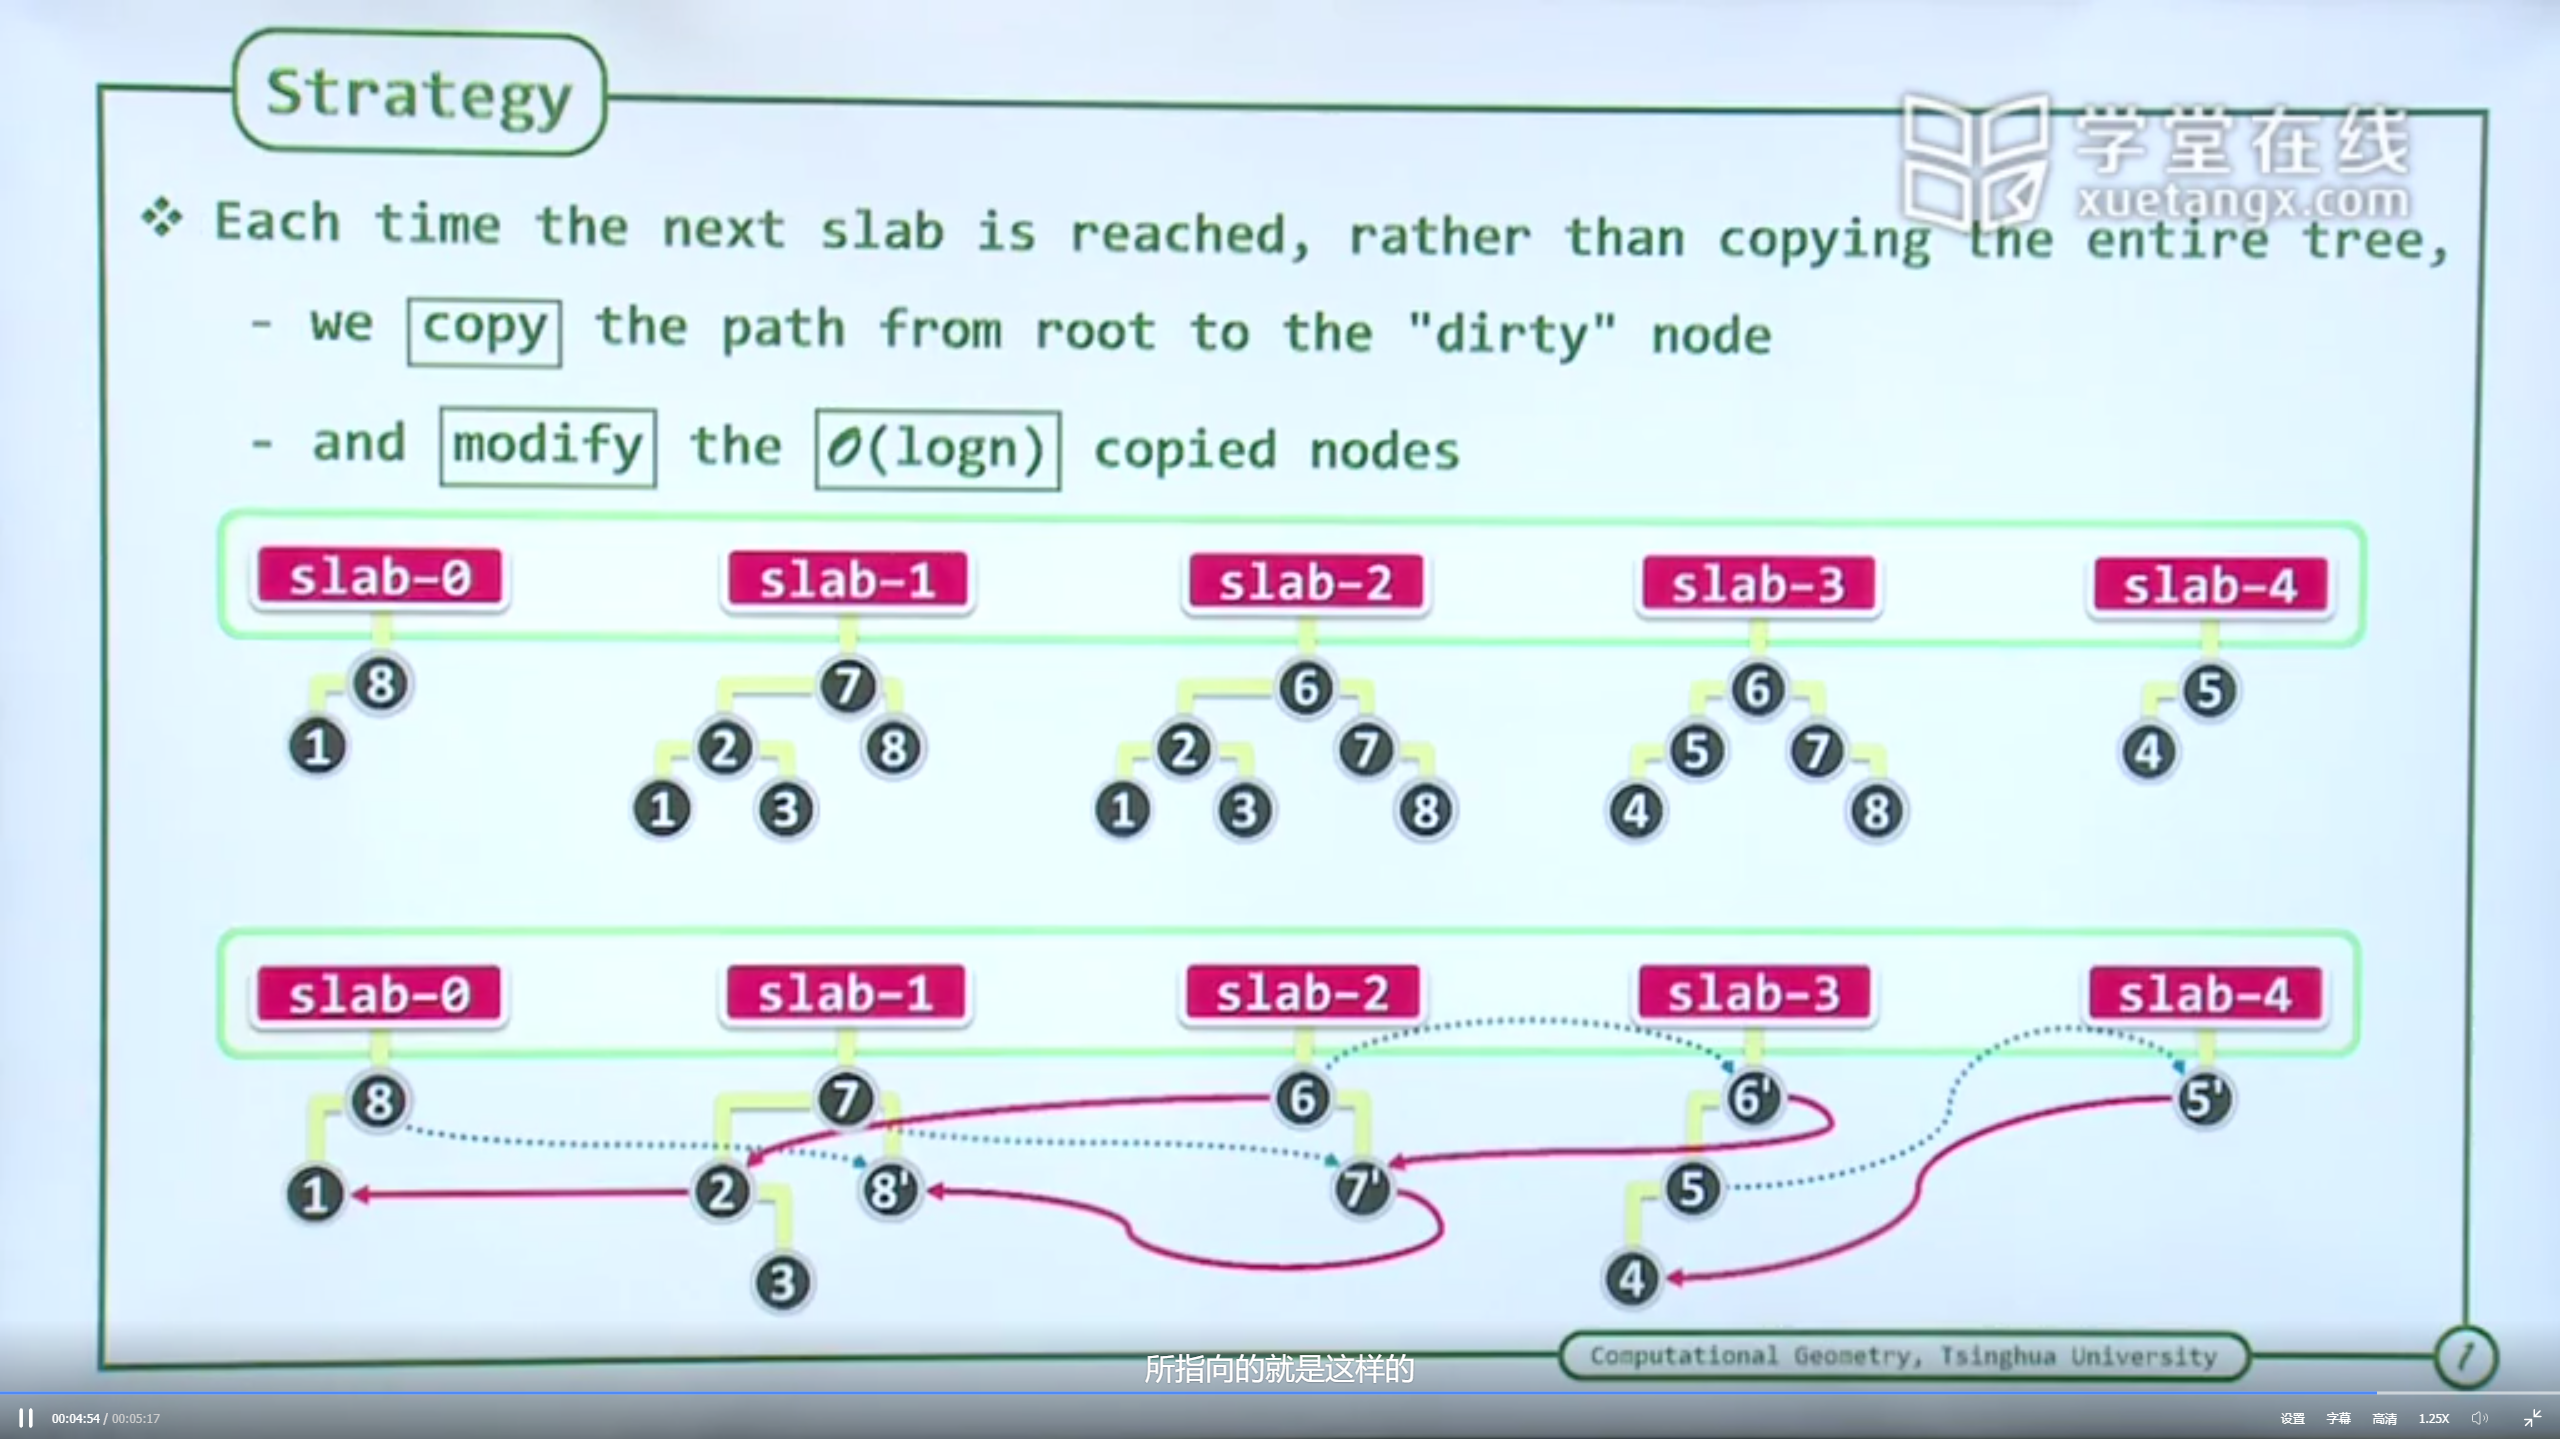 Strategy
学堂在线
xuetangx.com
❖ Each time the next slab is reached, rather than copying the entire tree,
- we copy the path from root to the "dirty" node
- and modify the O(logn) copied nodes
slab-0 slab-1 slab-2 slab-3 slab-4
8 7 6 6 5
1 2 8 2 7 5 7 4
1 3 1 3 8 4 8
slab-0 slab-1 slab-2 slab-3 slab-4
8 7 6 6' 5'
1 2 8' 7' 5
3 4
Computational Geometry, Tsinghua University
所指向的就是这样的
00:04:54 / 00:05:17
设置 字幕 高清 1.25X